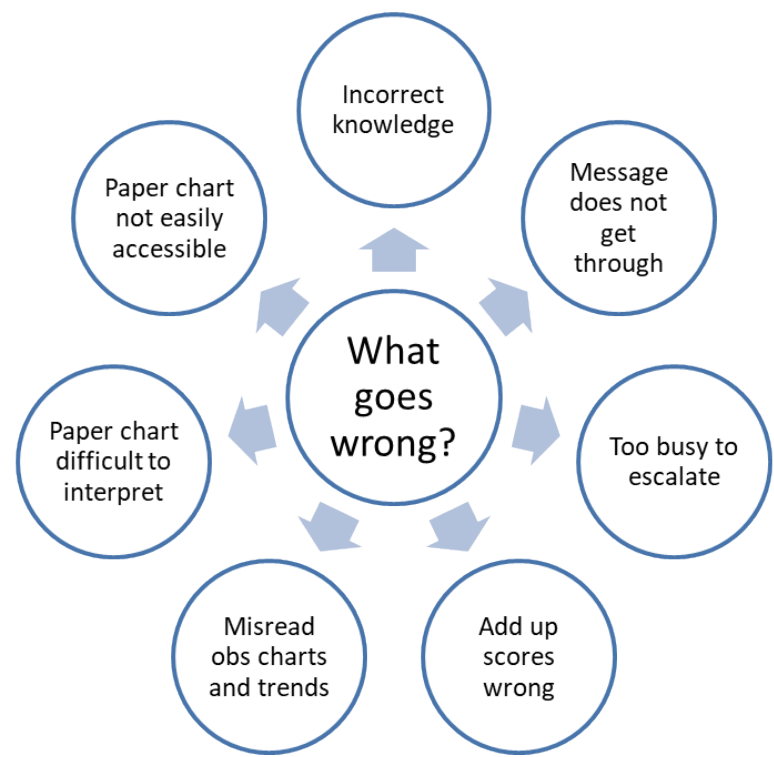 Incorrect
knowledge
Message
does not
get
through
Paper chart
not easily
accessible
What
goes
wrong?
Too busy to
escalate
Paper chart
difficult to
interpret
Add up
scores
wrong
Misread
obs charts
and trends